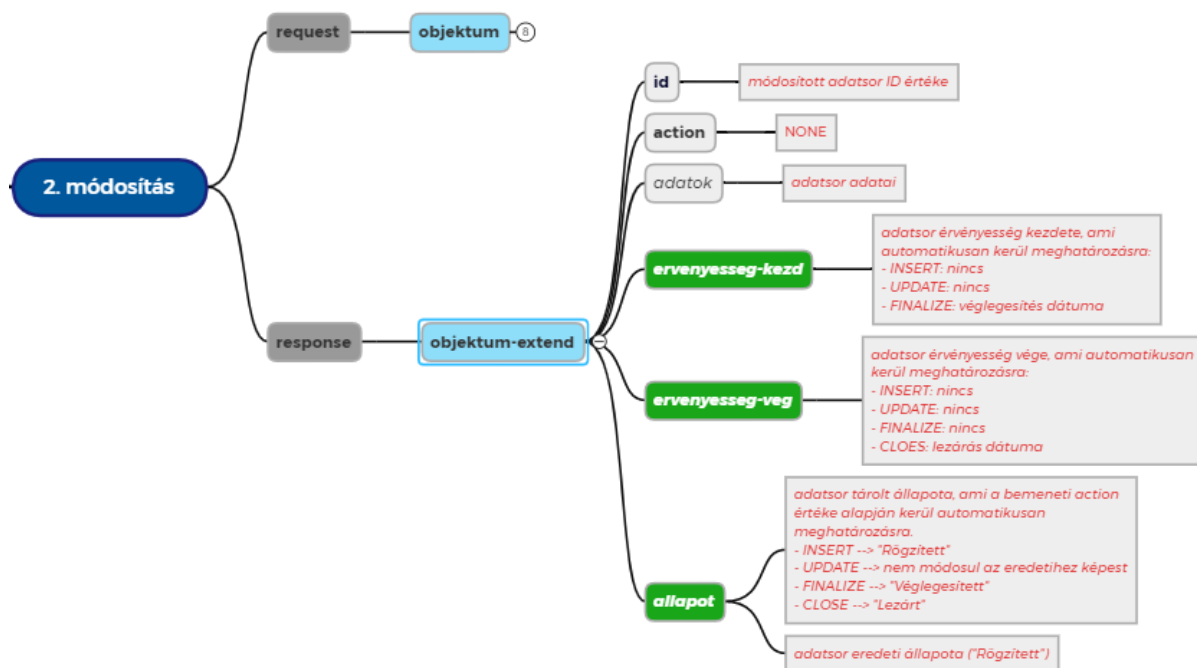 2. módosítás
request
objektum
8
response
objektum-extend
id
módosított adatsor ID értéke
action
NONE
adatok
adatsor adatai
ervenyesseg-kezd
adatsor érvényesség kezdete, ami
automatikusan kerül meghatározásra:
- INSERT: nincs
- UPDATE: nincs
- FINALIZE: véglegesítés dátuma
ervenyesseg-veg
adatsor érvényesség vége, ami automatikusan
kerül meghatározásra:
- INSERT: nincs
- UPDATE: nincs
- FINALIZE: nincs
- CLOES: lezárás dátuma
allapot
adatsor tárolt állapota, ami a bemeneti action
értéke alapján kerül automatikusan
meghatározásra.
- INSERT --> "Rögzített"
- UPDATE --> nem módosul az eredetihez képest
- FINALIZE --> "Véglegesített"
- CLOSE --> "Lezárt"
adatsor eredeti állapota ("Rögzített")